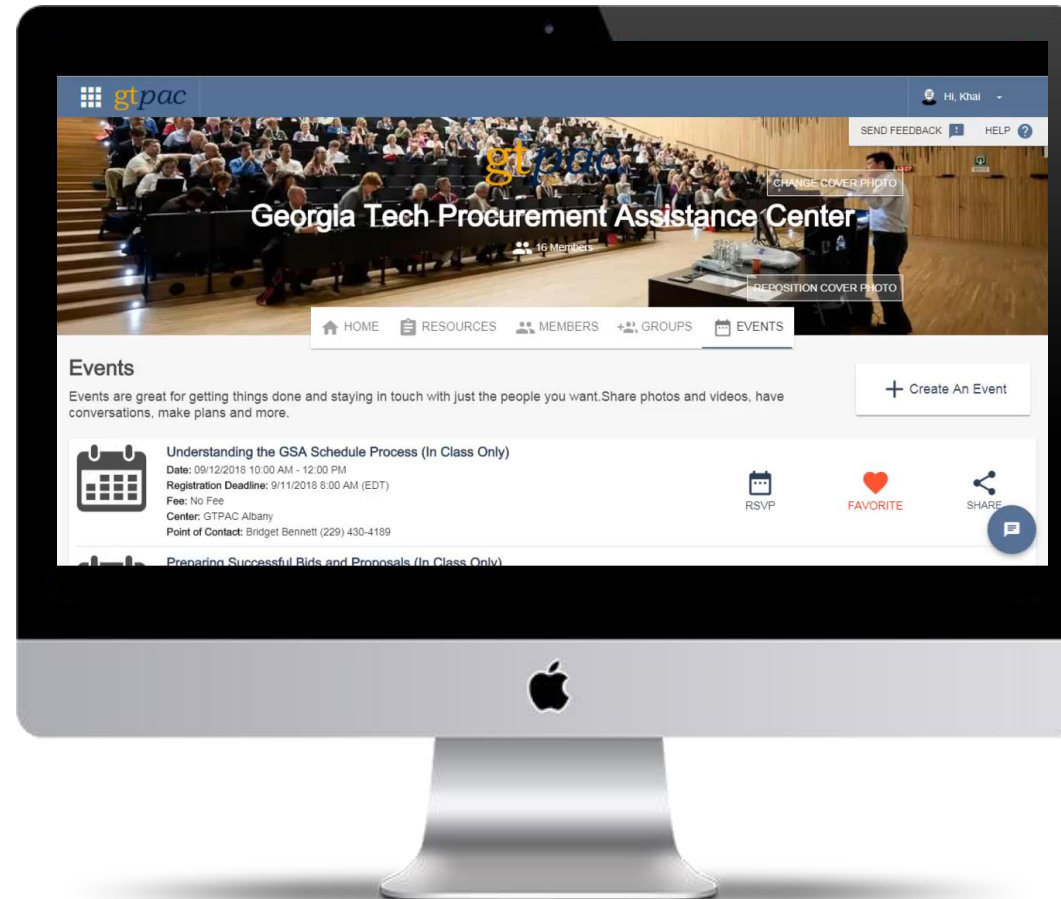 gtpac
Hi, Khai
SEND FEEDBACK
HELP ?
gtpac
CHANGE COVER PHOTO
Georgia Tech Procurement Assistance Center
16 Members
REPOSITION COVER PHOTO
HOME
RESOURCES
MEMBERS
GROUPS
EVENTS
Events
Events are great for getting things done and staying in touch with just the people you want.Share photos and videos, have
conversations, make plans and more.
+ Create An Event
Understanding the GSA Schedule Process (In Class Only)
Date: 09/12/2018 10:00 AM - 12:00 PM
Registration Deadline: 9/11/2018 8:00 AM (EDT)
Fee: No Fee
Center: GTPAC Albany
Point of Contact: Bridget Bennett (229) 430-4189
RSVP
FAVORITE
SHARE
Preparing Successful Bids and Proposals (In Class Only)